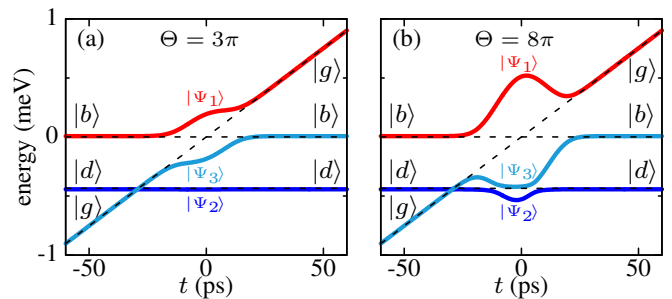 (a) Θ = 3π
(b) Θ = 8π
energy (meV)
1
0
-1
|b⟩
|d⟩
|g⟩
|Ψ₁⟩
|Ψ₃⟩
|Ψ₂⟩
|g⟩
|b⟩
|d⟩
|b⟩
|d⟩
|g⟩
|Ψ₁⟩
|Ψ₃⟩
|Ψ₂⟩
|g⟩
|b⟩
|d⟩
-50 0 50
-50 0 50
t (ps)
t (ps)